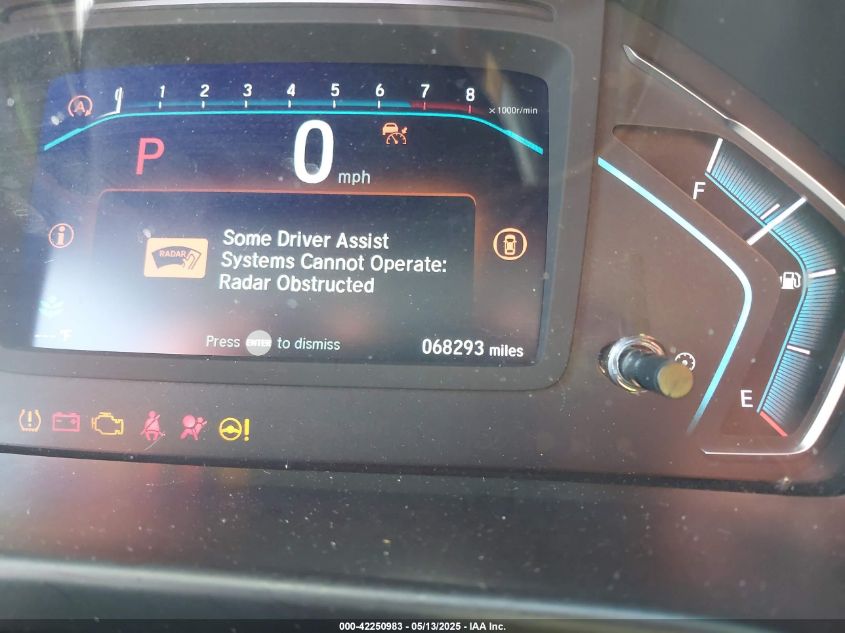 0 1 2 3 4 5 6 7 8 ×1000r/min
A
P 0 mph
F
RADAR
Some Driver Assist
Systems Cannot Operate:
Radar Obstructed
Press ENTER to dismiss
068293 miles
---°F
E
000-42250983 - 05/13/2025 - IAA Inc.